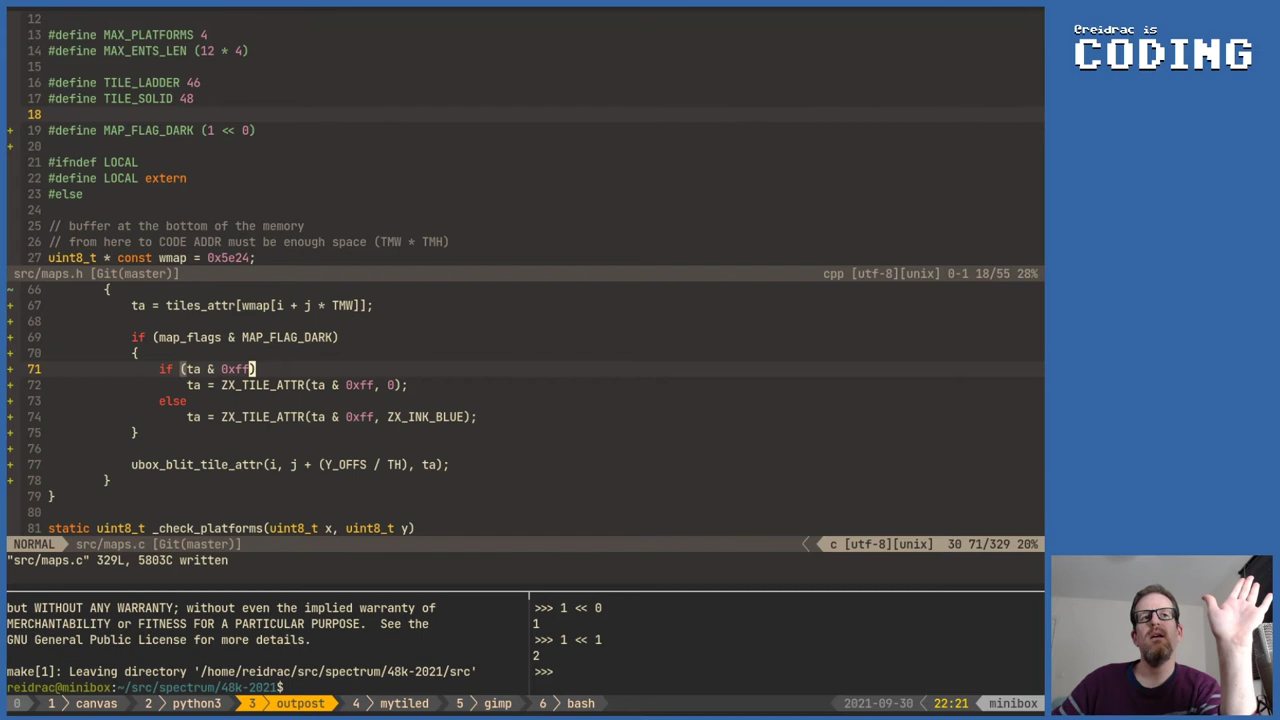 12
13 #define MAX_PLATFORMS 4
14 #define MAX_ENTS_LEN (12 * 4)
15
16 #define TILE_LADDER 46
17 #define TILE_SOLID 48
18
+ 19 #define MAP_FLAG_DARK (1 << 0)
+ 20
21 #ifndef LOCAL
22 #define LOCAL extern
23 #else
24
25 // buffer at the bottom of the memory
26 // from here to CODE ADDR must be enough space (TMW * TMH)
27 uint8_t * const wmap = 0x5e24;
src/maps.h [Git(master)] cpp [utf-8][unix] 0-1 18/55 28%
~ 66 {
+ 67 ta = tiles_attr[wmap[i + j * TMW]];
+ 68
+ 69 if (map_flags & MAP_FLAG_DARK)
+ 70 {
+ 71 if (ta & 0xff)
+ 72 ta = ZX_TILE_ATTR(ta & 0xff, 0);
+ 73 else
+ 74 ta = ZX_TILE_ATTR(ta & 0xff, ZX_INK_BLUE);
+ 75 }
+ 76
+ 77 ubox_blit_tile_attr(i, j + (Y_OFFS / TH), ta);
+ 78 }
79 }
80
81 static uint8_t _check_platforms(uint8_t x, uint8_t y)
NORMAL src/maps.c [Git(master)] c [utf-8][unix] 30 71/329 20%
"src/maps.c" 329L, 5803C written
but WITHOUT ANY WARRANTY; without even the implied warranty of
MERCHANTABILITY or FITNESS FOR A PARTICULAR PURPOSE. See the
GNU General Public License for more details.
make[1]: Leaving directory '/home/reidrac/src/spectrum/48k-2021/src'
reidrac@minibox:~/src/spectrum/48k-2021$
>>> 1 << 0
1
>>> 1 << 1
2
>>>
0 1 canvas 2 python3 3 outpost 4 mytiled 5 gimp 6 bash 2021-09-30 22:21 minibox
@reidrac is
CODING